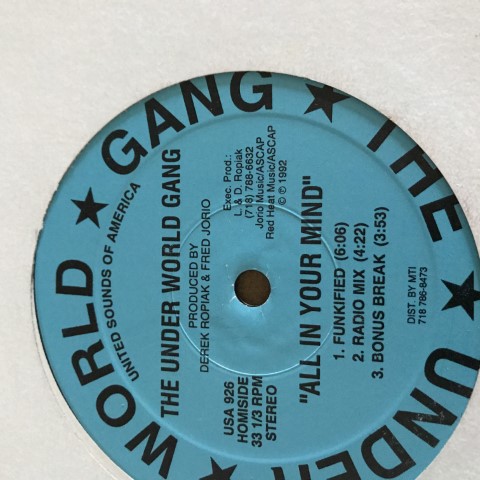 ★ THE ★ UNDER ★ WORLD ★ GANG
UNITED SOUNDS OF AMERICA
THE UNDER WORLD GANG
PRODUCED BY
DEREK ROPIAK & FRED JORIO
USA 926
HOMISIDE
33 1/3 RPM
STEREO
Exec. Prod.:
L. & D. Ropiak
(718) 788-6632
Jorio Music/ASCAP
Red Heat Music/ASCAP
© ℗ 1992
"ALL IN YOUR MIND"
1. FUNKIFIED (6:06)
2. RADIO MIX (4:22)
3. BONUS BREAK (3:53)
DIST. BY MTI
718 786-8473